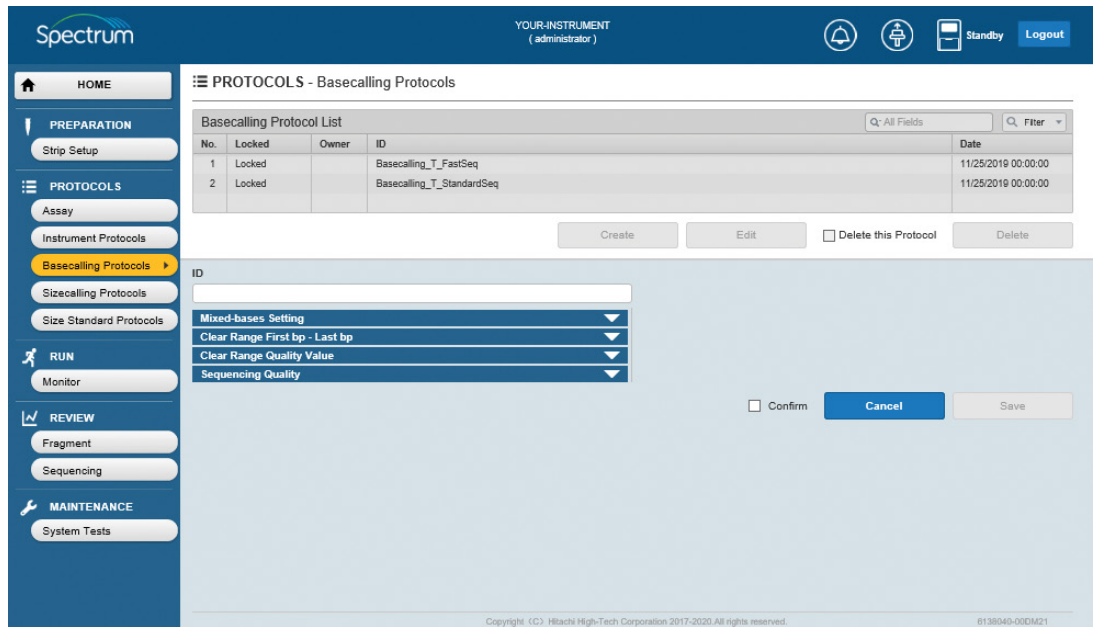 Spectrum
YOUR-INSTRUMENT
( administrator )
Standby
Logout
HOME
PROTOCOLS - Basecalling Protocols
PREPARATION
Strip Setup
PROTOCOLS
Assay
Instrument Protocols
Basecalling Protocols
Sizecalling Protocols
Size Standard Protocols
RUN
Monitor
REVIEW
Fragment
Sequencing
MAINTENANCE
System Tests
Basecalling Protocol List
All Fields
Filter
No. Locked Owner ID Date
1 Locked Basecalling_T_FastSeq 11/25/2019 00:00:00
2 Locked Basecalling_T_StandardSeq 11/25/2019 00:00:00
Create Edit Delete this Protocol Delete
ID
Mixed-bases Setting
Clear Range First bp - Last bp
Clear Range Quality Value
Sequencing Quality
Confirm Cancel Save
Copyright (C) Hitachi High-Tech Corporation 2017-2020.All rights reserved.
6138040-00DM21